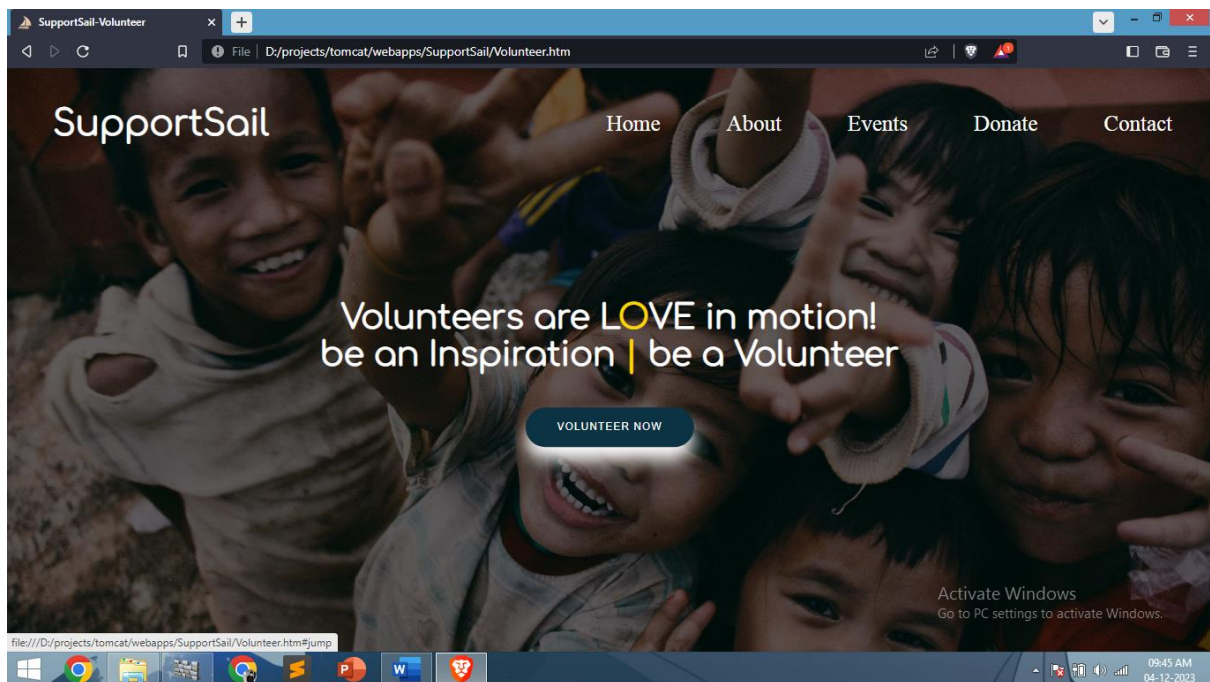 SupportSail-Volunteer
File | D:/projects/tomcat/webapps/SupportSail/Volunteer.htm
SupportSail
Home About Events Donate Contact
Volunteers are LOVE in motion!
be an Inspiration | be a Volunteer
VOLUNTEER NOW
Activate Windows
Go to PC settings to activate Windows.
file:///D:/projects/tomcat/webapps/SupportSail/Volunteer.htm#jump
09:45 AM
04-12-2023